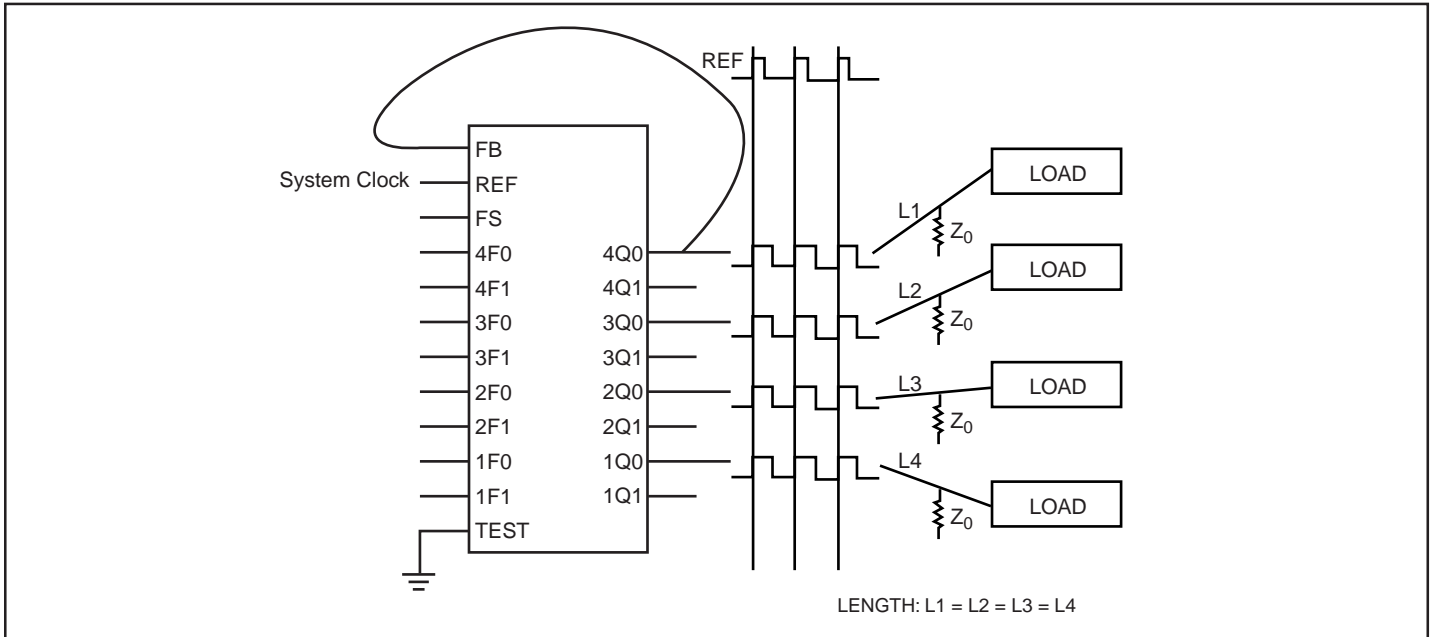 REF
FB
System Clock
REF
FS
4F0
4F1
3F0
3F1
2F0
2F1
1F0
1F1
TEST
4Q0
4Q1
3Q0
3Q1
2Q0
2Q1
1Q0
1Q1
L1
Z0
LOAD
L2
Z0
LOAD
L3
Z0
LOAD
L4
Z0
LOAD
LENGTH: L1 = L2 = L3 = L4